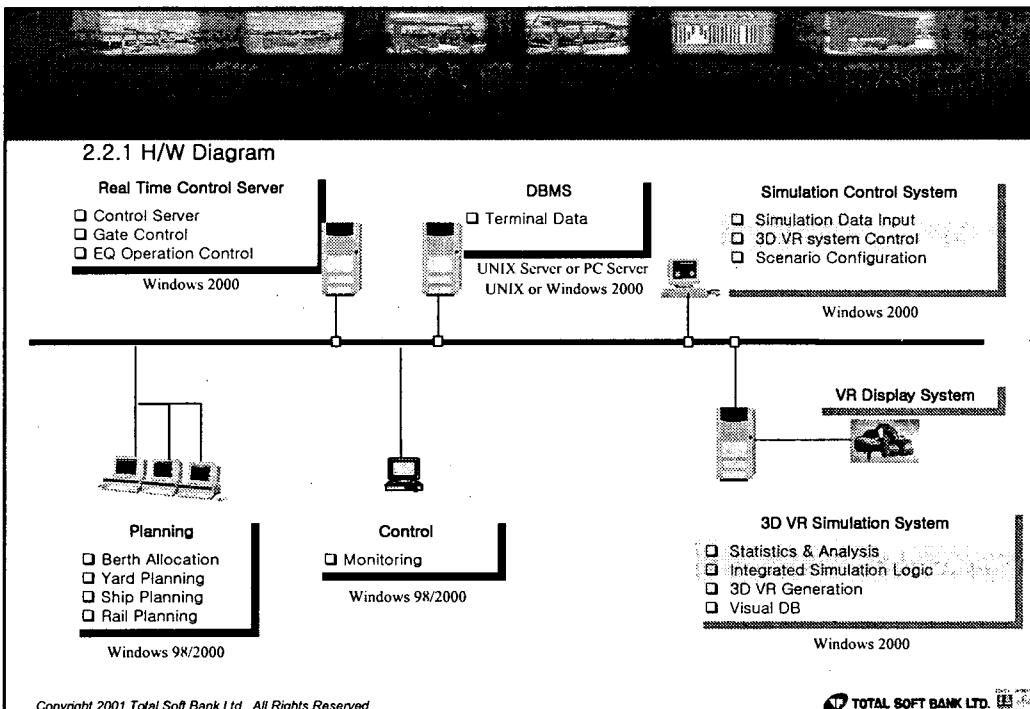 2.2.1 H/W Diagram
Real Time Control Server
❑ Control Server
❑ Gate Control
❑ EQ Operation Control
Windows 2000
DBMS
❑ Terminal Data
UNIX Server or PC Server
UNIX or Windows 2000
Simulation Control System
❑ Simulation Data Input
❑ 3D VR system Control
❑ Scenario Configuration
Windows 2000
VR Display System
Planning
❑ Berth Allocation
❑ Yard Planning
❑ Ship Planning
❑ Rail Planning
Windows 98/2000
Control
❑ Monitoring
Windows 98/2000
3D VR Simulation System
❑ Statistics & Analysis
❑ Integrated Simulation Logic
❑ 3D VR Generation
❑ Visual DB
Windows 2000
Copyright 2001 Total Soft Bank Ltd., All Rights Reserved
TOTAL SOFT BANK LTD.